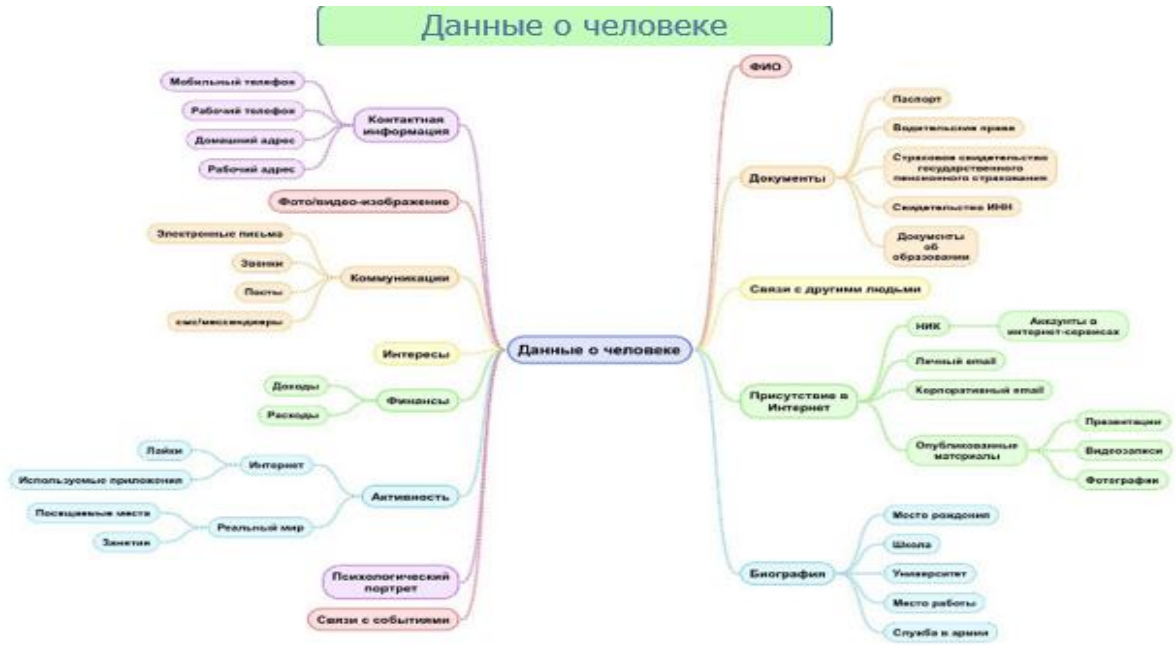 Данные о человеке
Мобильный телефон
Рабочий телефон
Домашний адрес
Рабочий адрес
Контактная
информация
Фото/видео-изображение
Электронные письма
Звонки
Посты
смс/мессенджеры
Коммуникации
Интересы
Доходы
Расходы
Финансы
Лайки
Используемые приложения
Интернет
Посещаемые места
Занятия
Реальный мир
Активность
Психологический
портрет
Связи с событиями
Данные о человеке
ФИО
Документы
Паспорт
Водительские права
Страховое свидетельство
государственного
пенсионного страхования
Свидетельство ИНН
Документы
об
образовании
Связи с другими людьми
Присутствие в
Интернет
НИК
Аккаунты в
интернет-сервисах
Личный email
Корпоративный email
Опубликованные
материалы
Презентации
Видеозаписи
Фотографии
Биография
Место рождения
Школа
Университет
Место работы
Служба в армии